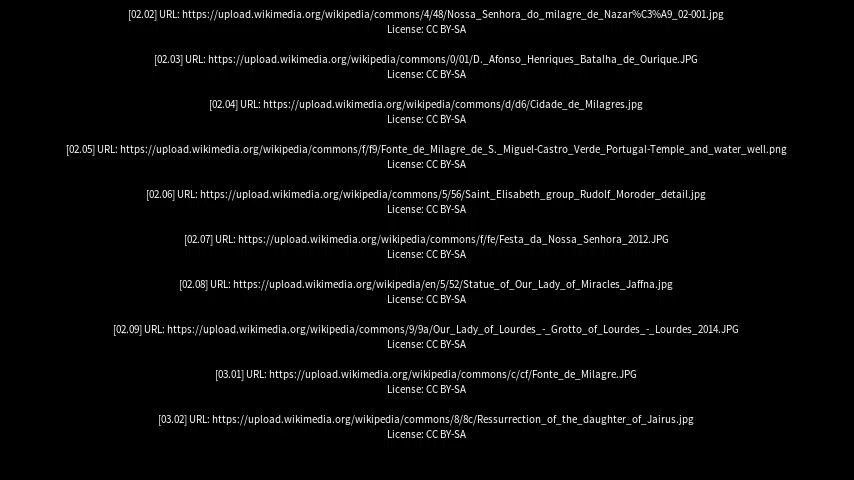 [02.02] URL: https://upload.wikimedia.org/wikipedia/commons/4/48/Nossa_Senhora_do_milagre_de_Nazar%C3%A9_02-001.jpg
License: CC BY-SA
[02.03] URL: https://upload.wikimedia.org/wikipedia/commons/0/01/D._Afonso_Henriques_Batalha_de_Ourique.JPG
License: CC BY-SA
[02.04] URL: https://upload.wikimedia.org/wikipedia/commons/d/d6/Cidade_de_Milagres.jpg
License: CC BY-SA
[02.05] URL: https://upload.wikimedia.org/wikipedia/commons/f/f9/Fonte_de_Milagre_de_S._Miguel-Castro_Verde_Portugal-Temple_and_water_well.png
License: CC BY-SA
[02.06] URL: https://upload.wikimedia.org/wikipedia/commons/5/56/Saint_Elisabeth_group_Rudolf_Moroder_detail.jpg
License: CC BY-SA
[02.07] URL: https://upload.wikimedia.org/wikipedia/commons/f/fe/Festa_da_Nossa_Senhora_2012.JPG
License: CC BY-SA
[02.08] URL: https://upload.wikimedia.org/wikipedia/en/5/52/Statue_of_Our_Lady_of_Miracles_Jaffna.jpg
License: CC BY-SA
[02.09] URL: https://upload.wikimedia.org/wikipedia/commons/9/9a/Our_Lady_of_Lourdes_-_Grotto_of_Lourdes_-_Lourdes_2014.JPG
License: CC BY-SA
[03.01] URL: https://upload.wikimedia.org/wikipedia/commons/c/cf/Fonte_de_Milagre.JPG
License: CC BY-SA
[03.02] URL: https://upload.wikimedia.org/wikipedia/commons/8/8c/Ressurrection_of_the_daughter_of_Jairus.jpg
License: CC BY-SA